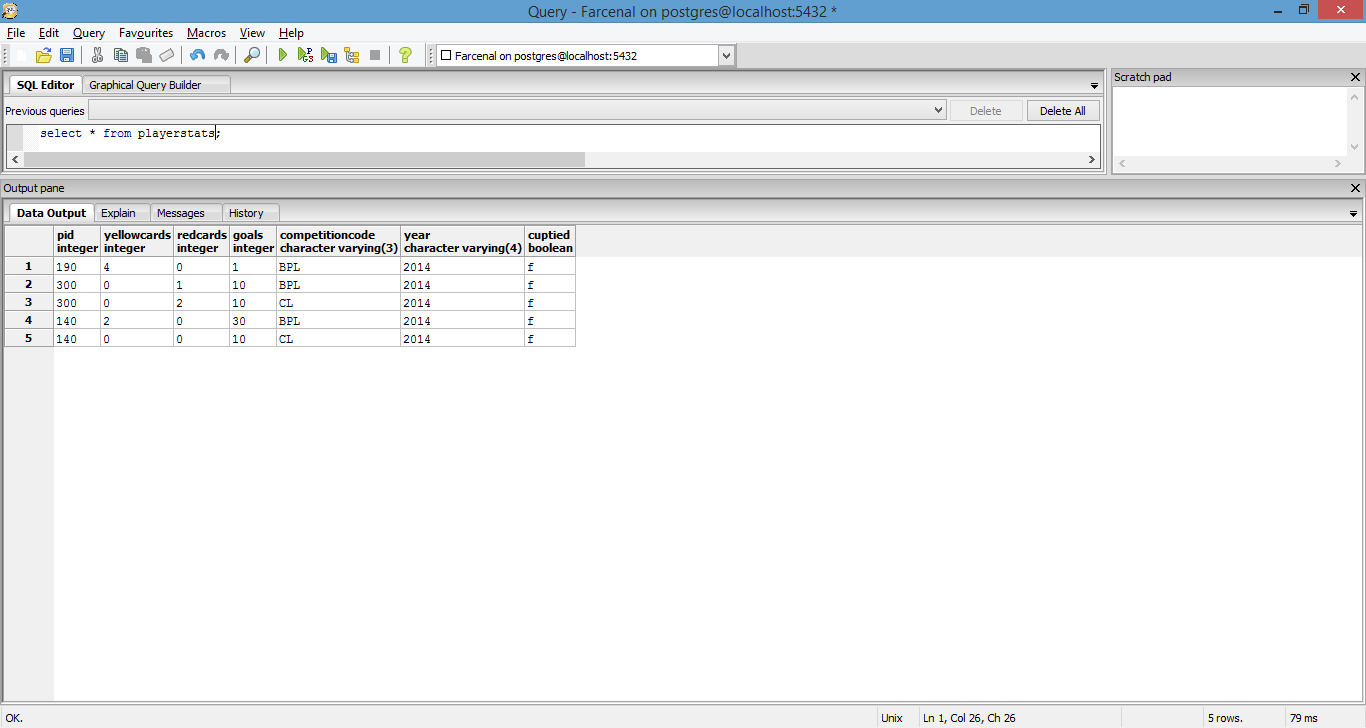 Query - Farcenal on postgres@localhost:5432 *
File Edit Query Favourites Macros View Help
Farcenal on postgres@localhost:5432
SQL Editor Graphical Query Builder
Scratch pad
Previous queries Delete Delete All
select * from playerstats;
Output pane
Data Output Explain Messages History
pid yellowcards redcards goals competitioncode year cuptied
integer integer integer integer character varying(3) character varying(4) boolean
1 190 4 0 1 BPL 2014 f
2 300 0 1 10 BPL 2014 f
3 300 0 2 10 CL 2014 f
4 140 2 0 30 BPL 2014 f
5 140 0 0 10 CL 2014 f
OK. Unix Ln 1, Col 26, Ch 26 5 rows. 79 ms